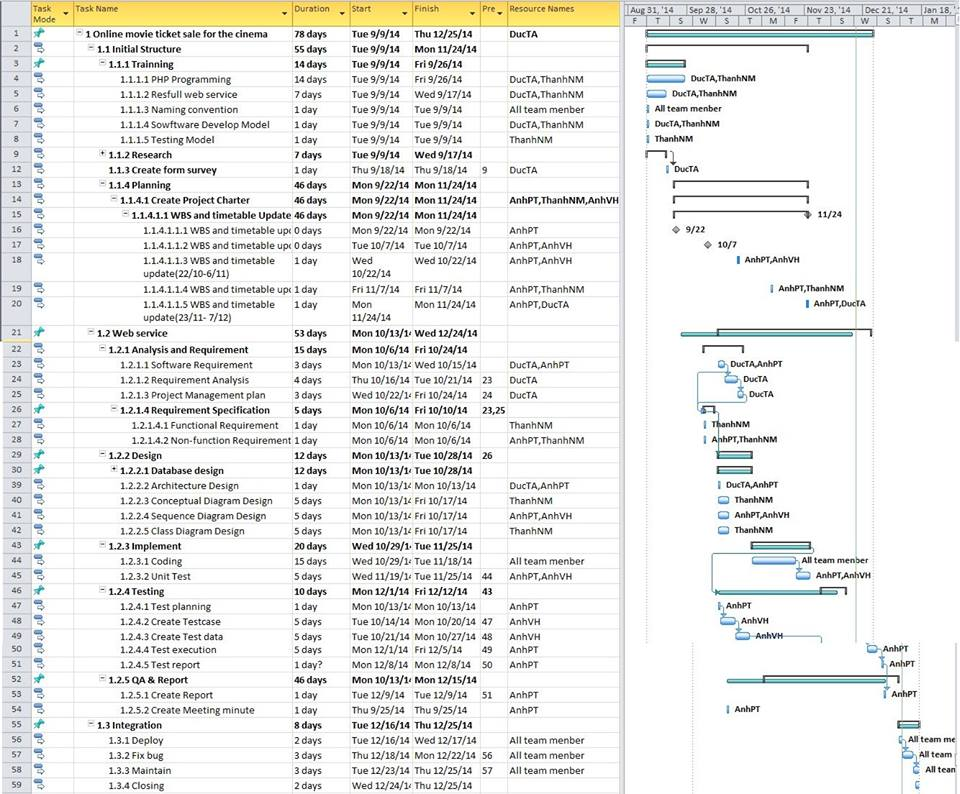 Task Mode Task Name Duration Start Finish Pre Resource Names Aug 31, '14 Sep 28, '14 Oct 26, '14 Nov 23, '14 Dec 21, '14 Jan 18, '
F T S W S T M F T S W S T M
1 1 Online movie ticket sale for the cinema 78 days Tue 9/9/14 Thu 12/25/14 DucTA
2 1.1 Initial Structure 55 days Tue 9/9/14 Mon 11/24/14
3 1.1.1 Trainning 14 days Tue 9/9/14 Fri 9/26/14
4 1.1.1.1 PHP Programming 14 days Tue 9/9/14 Fri 9/26/14 DucTA,ThanhNM DucTA,ThanhNM
5 1.1.1.2 Resfull web service 7 days Tue 9/9/14 Wed 9/17/14 DucTA,ThanhNM DucTA,ThanhNM
6 1.1.1.3 Naming convention 1 day Tue 9/9/14 Tue 9/9/14 All team menber All team menber
7 1.1.1.4 Sowftware Develop Model 1 day Tue 9/9/14 Tue 9/9/14 DucTA,ThanhNM DucTA,ThanhNM
8 1.1.1.5 Testing Model 1 day Tue 9/9/14 Tue 9/9/14 ThanhNM ThanhNM
9 1.1.2 Research 7 days Tue 9/9/14 Wed 9/17/14
12 1.1.3 Create form survey 1 day Thu 9/18/14 Thu 9/18/14 9 DucTA DucTA
13 1.1.4 Planning 46 days Mon 9/22/14 Mon 11/24/14
14 1.1.4.1 Create Project Charter 46 days Mon 9/22/14 Mon 11/24/14 AnhPT,ThanhNM,AnhVH
15 1.1.4.1.1 WBS and timetable Update 46 days Mon 9/22/14 Mon 11/24/14 11/24
16 1.1.4.1.1.1 WBS and timetable upd 0 days Mon 9/22/14 Mon 9/22/14 AnhPT 9/22
17 1.1.4.1.1.2 WBS and timetable upd 0 days Tue 10/7/14 Tue 10/7/14 AnhPT,AnhVH 10/7
18 1.1.4.1.1.3 WBS and timetable 1 day Wed Wed 10/22/14 AnhPT,AnhVH AnhPT,AnhVH
update(22/10-6/11) 10/22/14
19 1.1.4.1.1.4 WBS and timetable upd 1 day Fri 11/7/14 Fri 11/7/14 AnhPT,ThanhNM AnhPT,ThanhNM
20 1.1.4.1.1.5 WBS and timetable 1 day Mon Mon 11/24/14 AnhPT,DucTA AnhPT,DucTA
update(23/11- 7/12) 11/24/14
21 1.2 Web service 53 days Mon 10/13/14 Wed 12/24/14
22 1.2.1 Analysis and Requirement 15 days Mon 10/6/14 Fri 10/24/14
23 1.2.1.1 Software Requirement 3 days Mon 10/13/14 Wed 10/15/14 DucTA,AnhPT DucTA,AnhPT
24 1.2.1.2 Requirement Analysis 4 days Thu 10/16/14 Tue 10/21/14 23 DucTA DucTA
25 1.2.1.3 Project Management plan 3 days Wed 10/22/14 Fri 10/24/14 24 DucTA DucTA
26 1.2.1.4 Requirement Specification 5 days Mon 10/6/14 Fri 10/10/14 23,25
27 1.2.1.4.1 Functional Requirement 1 day Mon 10/6/14 Mon 10/6/14 ThanhNM ThanhNM
28 1.2.1.4.2 Non-function Requirement 1 day Mon 10/6/14 Mon 10/6/14 AnhPT,ThanhNM AnhPT,ThanhNM
29 1.2.2 Design 12 days Mon 10/13/14 Tue 10/28/14 26
30 1.2.2.1 Database design 12 days Mon 10/13/14 Tue 10/28/14
39 1.2.2.2 Architecture Design 1 day Mon 10/13/14 Mon 10/13/14 DucTA,AnhPT DucTA,AnhPT
40 1.2.2.3 Conceptual Diagram Design 5 days Mon 10/13/14 Fri 10/17/14 ThanhNM ThanhNM
41 1.2.2.4 Sequence Diagram Design 5 days Mon 10/13/14 Fri 10/17/14 AnhPT,AnhVH AnhPT,AnhVH
42 1.2.2.5 Class Diagram Design 5 days Mon 10/13/14 Fri 10/17/14 ThanhNM ThanhNM
43 1.2.3 Implement 20 days Wed 10/29/14 Tue 11/25/14
44 1.2.3.1 Coding 15 days Wed 10/29/14 Tue 11/18/14 All team menber All team menber
45 1.2.3.2 Unit Test 5 days Wed 11/19/14 Tue 11/25/14 44 AnhPT,AnhVH AnhPT,AnhVH
46 1.2.4 Testing 10 days Mon 12/1/14 Fri 12/12/14 43
47 1.2.4.1 Test planning 1 day Mon 10/13/14 Mon 10/13/14 AnhPT AnhPT
48 1.2.4.2 Create Testcase 5 days Tue 10/14/14 Mon 10/20/14 47 AnhVH AnhVH
49 1.2.4.3 Create Test data 5 days Tue 10/21/14 Mon 10/27/14 48 AnhVH AnhVH
50 1.2.4.4 Test execution 5 days Mon 12/1/14 Fri 12/5/14 49 AnhPT AnhPT
51 1.2.4.5 Test report 1 day? Mon 12/8/14 Mon 12/8/14 50 AnhPT AnhPT
52 1.2.5 QA & Report 46 days Mon 10/13/14 Mon 12/15/14
53 1.2.5.1 Create Report 1 day Tue 12/9/14 Tue 12/9/14 51 AnhPT AnhPT
54 1.2.5.2 Create Meeting minute 1 day Thu 9/25/14 Thu 9/25/14 AnhPT AnhPT
55 1.3 Integration 8 days Tue 12/16/14 Thu 12/25/14
56 1.3.1 Deploy 2 days Tue 12/16/14 Wed 12/17/14 All team menber All team me
57 1.3.2 Fix bug 3 days Thu 12/18/14 Mon 12/22/14 56 All team menber All team
58 1.3.3 Maintain 3 days Tue 12/23/14 Thu 12/25/14 57 All team menber All team
59 1.3.4 Closing 2 days Wed 12/24/14 Thu 12/25/14